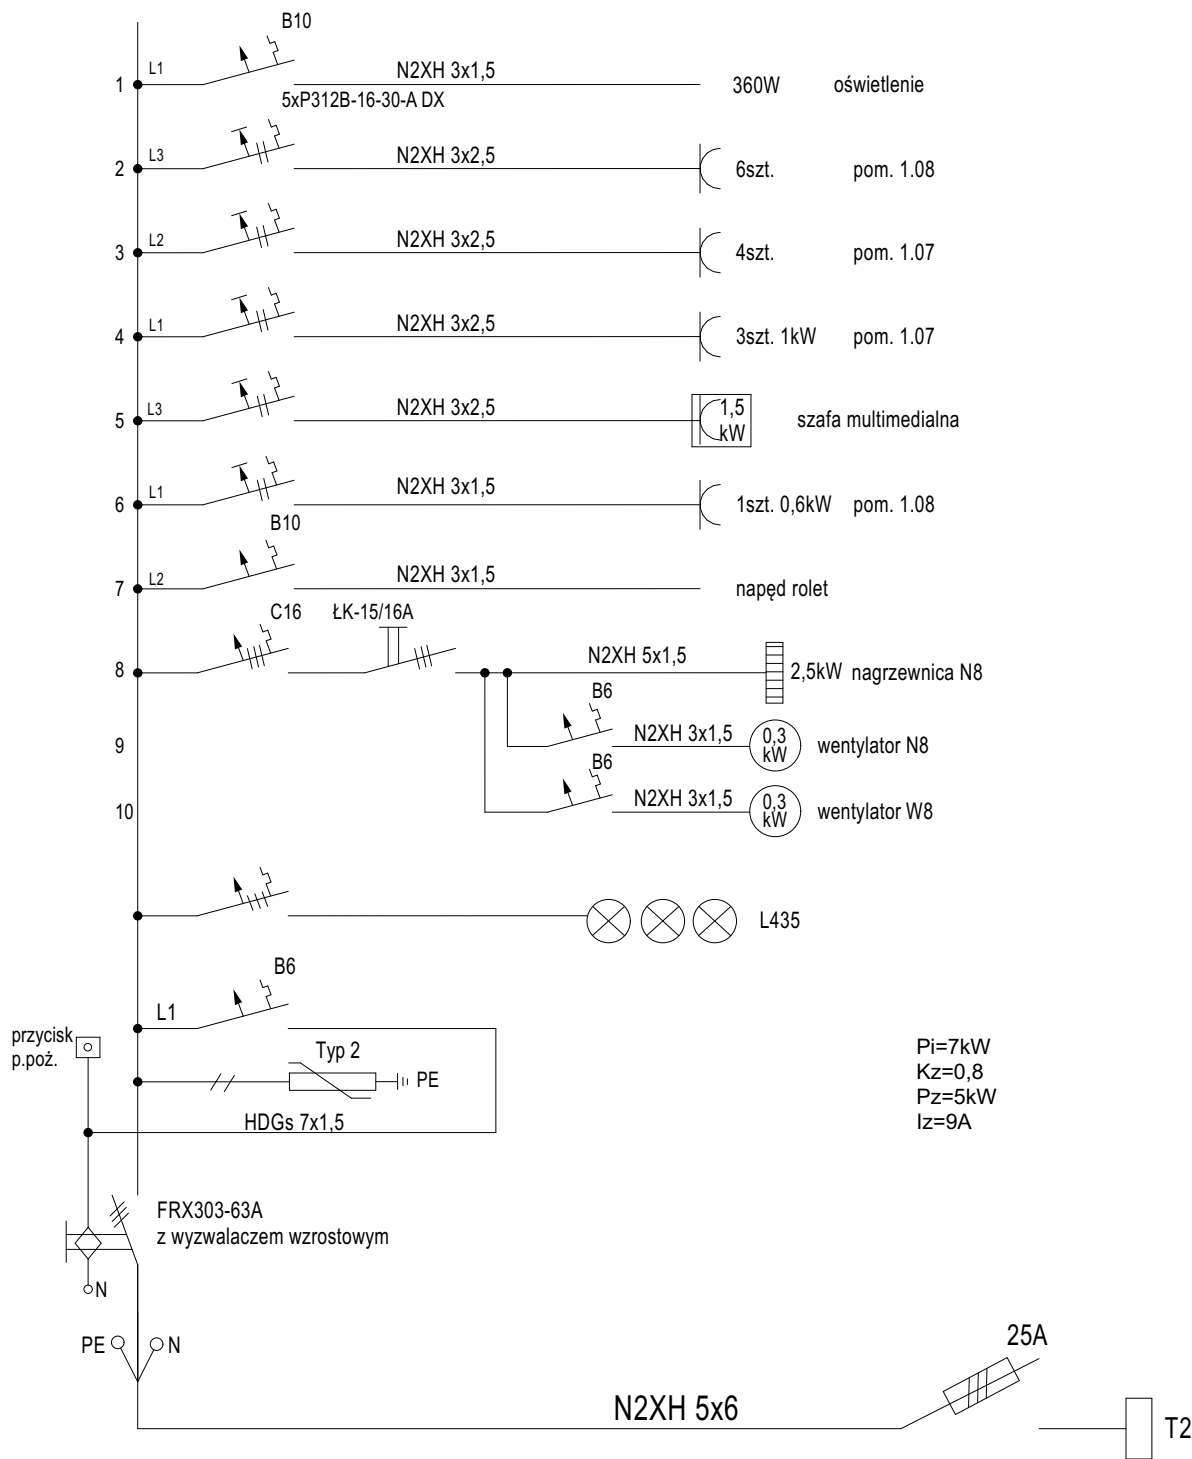 B10
1 L1 N2XH 3x1,5 360W oświetlenie
5xP312B-16-30-A DX
2 L3 N2XH 3x2,5 6szt. pom. 1.08
3 L2 N2XH 3x2,5 4szt. pom. 1.07
4 L1 N2XH 3x2,5 3szt. 1kW pom. 1.07
5 L3 N2XH 3x2,5 1,5 kW szafa multimedialna
6 L1 N2XH 3x1,5 1szt. 0,6kW pom. 1.08
B10
7 L2 N2XH 3x1,5 napęd rolet
C16 ŁK-15/16A
8 N2XH 5x1,5 2,5kW nagrzewnica N8
B6
9 N2XH 3x1,5 0,3 kW wentylator N8
B6
10 N2XH 3x1,5 0,3 kW wentylator W8
L435
B6
L1
przycisk
p.poż.
Typ 2
PE
HDGs 7x1,5
Pi=7kW
Kz=0,8
Pz=5kW
Iz=9A
FRX303-63A
z wyzwalaczem wzrostowym
N
PE N
25A
N2XH 5x6
T2